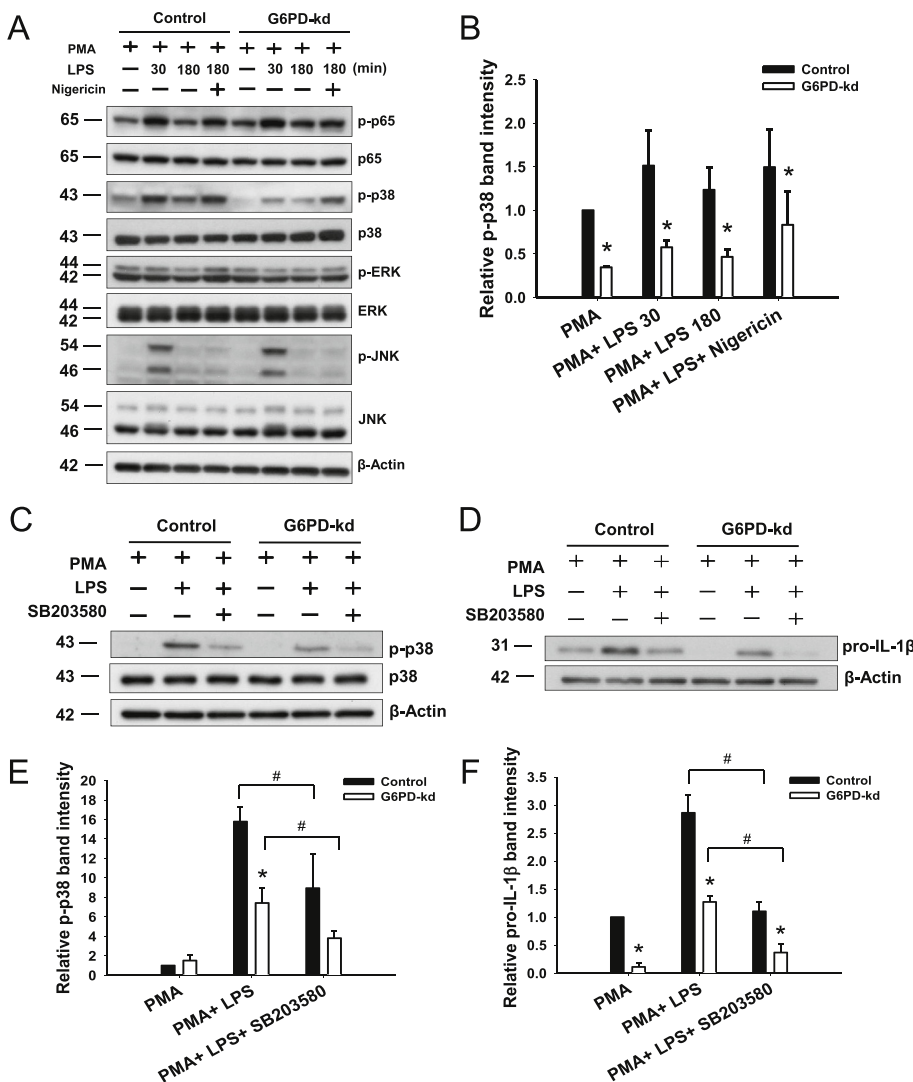 A
Control G6PD-kd
PMA + + + + + + + +
LPS — 30 180 180 — 30 180 180 (min)
Nigericin — — — + — — — +
65 — p-p65
65 — p65
43 — p-p38
43 — p38
44 —
42 — p-ERK
44 —
42 — ERK
54 — p-JNK
46 —
54 — JNK
46 —
42 — β-Actin
B
Relative p-p38 band intensity
2.5
2.0
1.5
1.0
0.5
0.0
Control
G6PD-kd
* * * *
PMA
PMA+ LPS 30
PMA+ LPS 180
PMA+ LPS+ Nigericin
C
Control G6PD-kd
PMA + + + + + +
LPS — + + — + +
SB203580 — — + — — +
43 — p-p38
43 — p38
42 — β-Actin
D
Control G6PD-kd
PMA + + + + + +
LPS — + + — + +
SB203580 — — + — — +
31 — pro-IL-1β
42 — β-Actin
E
Relative p-p38 band intensity
20
18
16
14
12
10
8
6
4
2
0
Control
G6PD-kd
#
#
*
PMA
PMA+ LPS
PMA+ LPS+ SB203580
F
Relative pro-IL-1β band intensity
3.5
3.0
2.5
2.0
1.5
1.0
0.5
0.0
Control
G6PD-kd
#
#
* * *
PMA
PMA+ LPS
PMA+ LPS+ SB203580